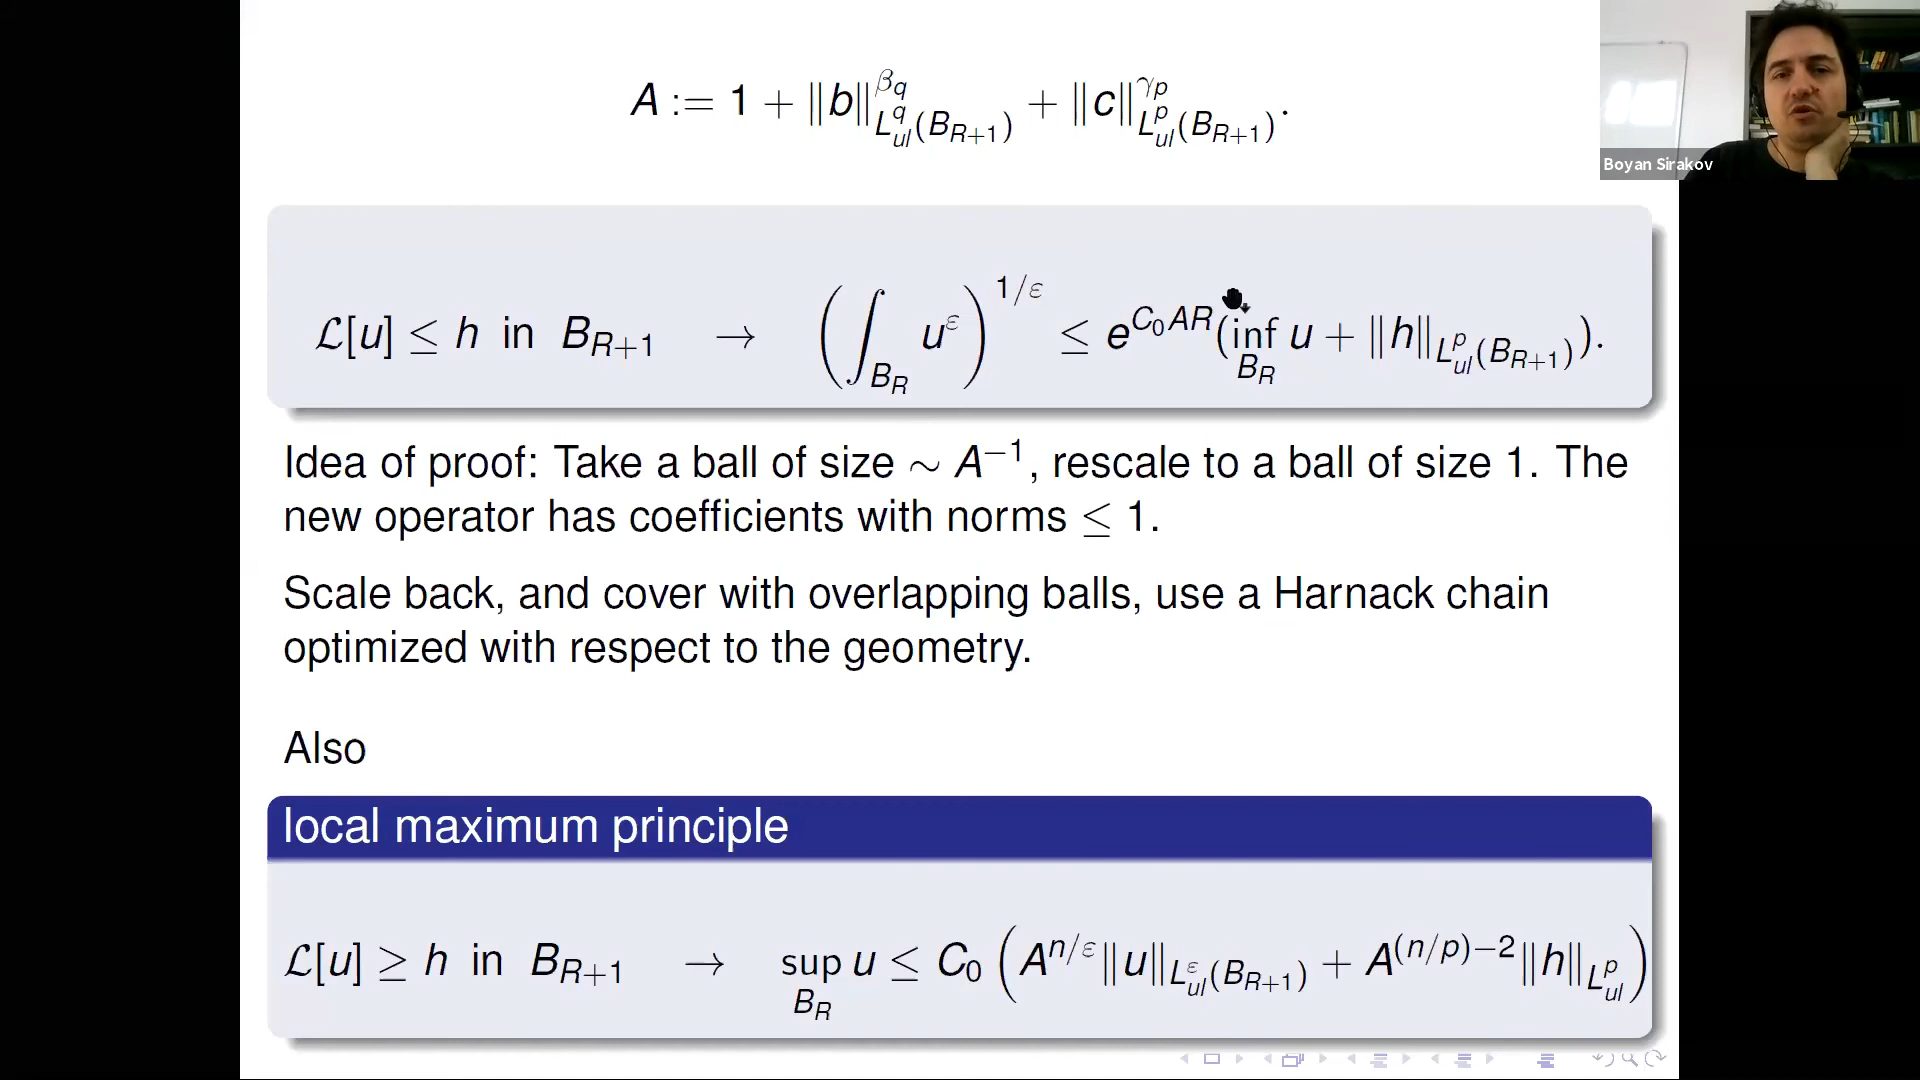 A := 1 + ‖b‖^{β_q}_{L^q_{ul}(B_{R+1})} + ‖c‖^{γ_p}_{L^p_{ul}(B_{R+1})}.
Boyan Sirakov
ℒ[u] ≤ h in B_{R+1} → (∫_{B_R} u^ε)^{1/ε} ≤ e^{C_0AR}(inf_{B_R} u + ‖h‖_{L^p_{ul}(B_{R+1})}).
Idea of proof: Take a ball of size ∼ A^{−1}, rescale to a ball of size 1. The
new operator has coefficients with norms ≤ 1.
Scale back, and cover with overlapping balls, use a Harnack chain
optimized with respect to the geometry.
Also
local maximum principle
ℒ[u] ≥ h in B_{R+1} → sup_{B_R} u ≤ C_0 (A^{n/ε}‖u‖_{L^ε_{ul}(B_{R+1})} + A^{(n/p)−2}‖h‖_{L^p_{ul}})